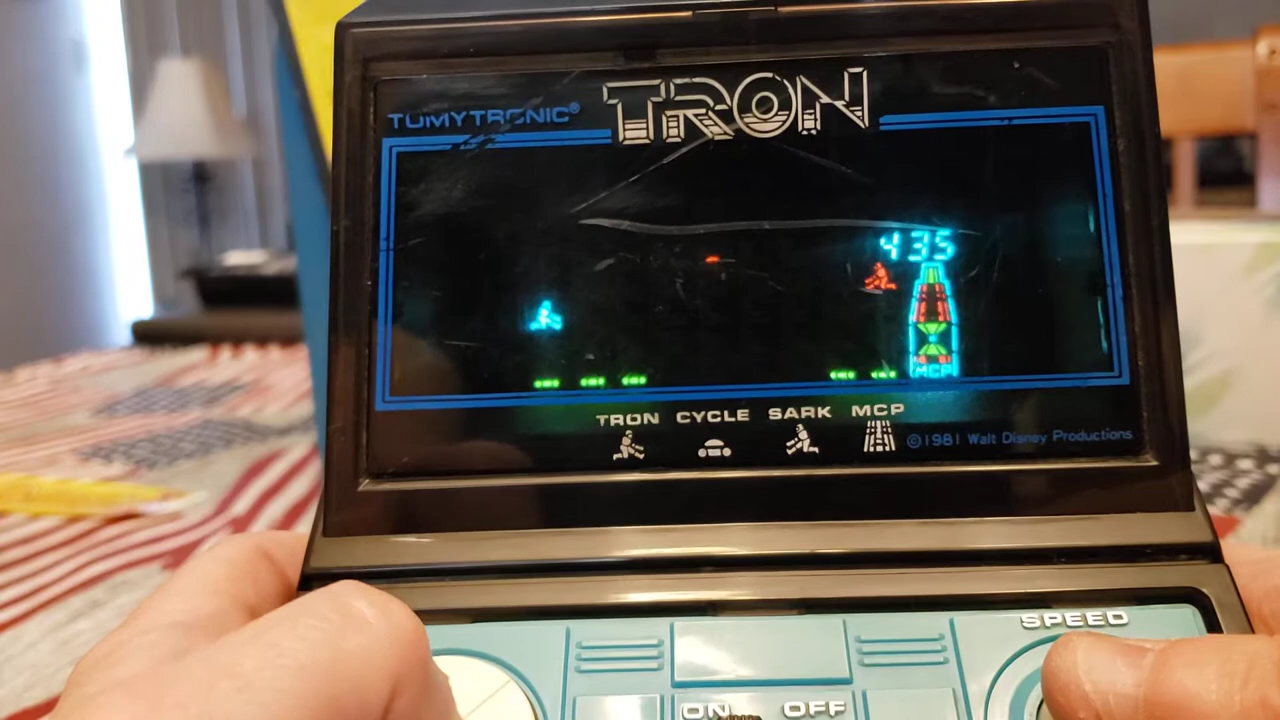 TOMYTRONIC® TRON
435
MCP
TRON CYCLE SARK MCP
©1981 Walt Disney Productions
SPEED
ON OFF